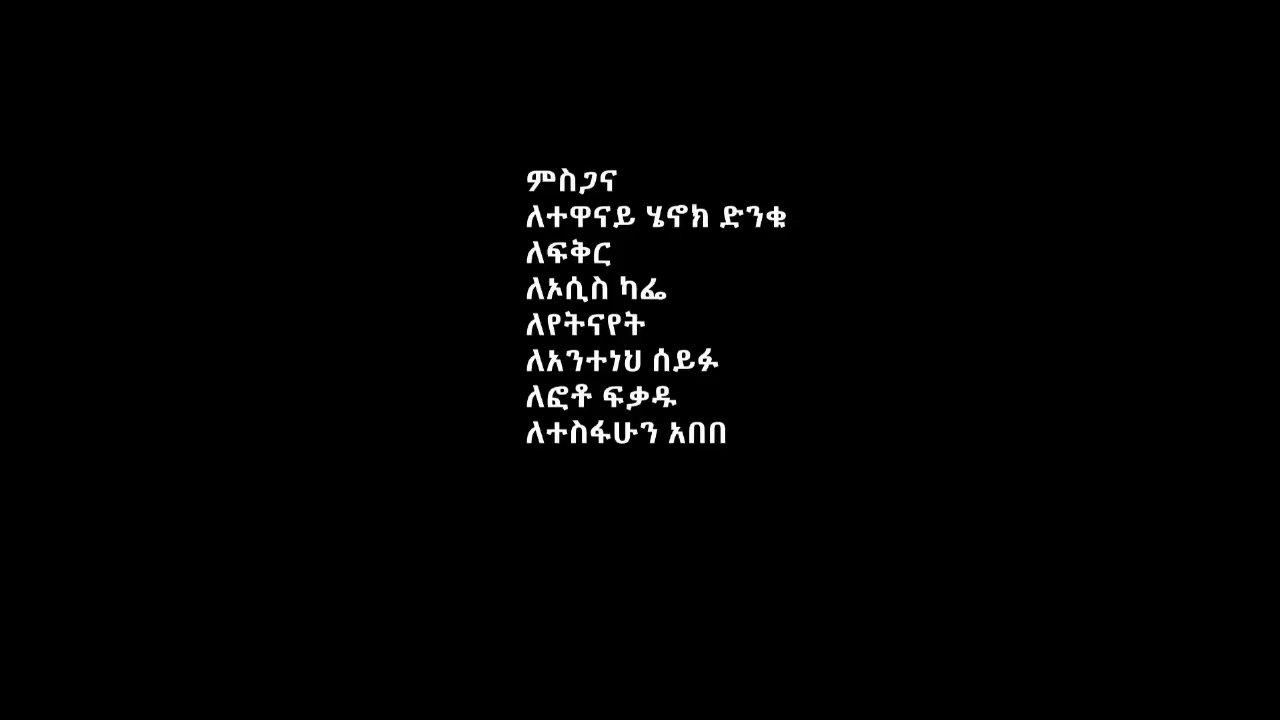 ምስጋና
ለተዋናይ ሄኖክ ድንቁ
ለፍቅር
ለኦሲስ ካፌ
ለየትናየት
ለአንተነህ ሰይፉ
ለፎቶ ፍቃዱ
ለተስፋሁን አበበ